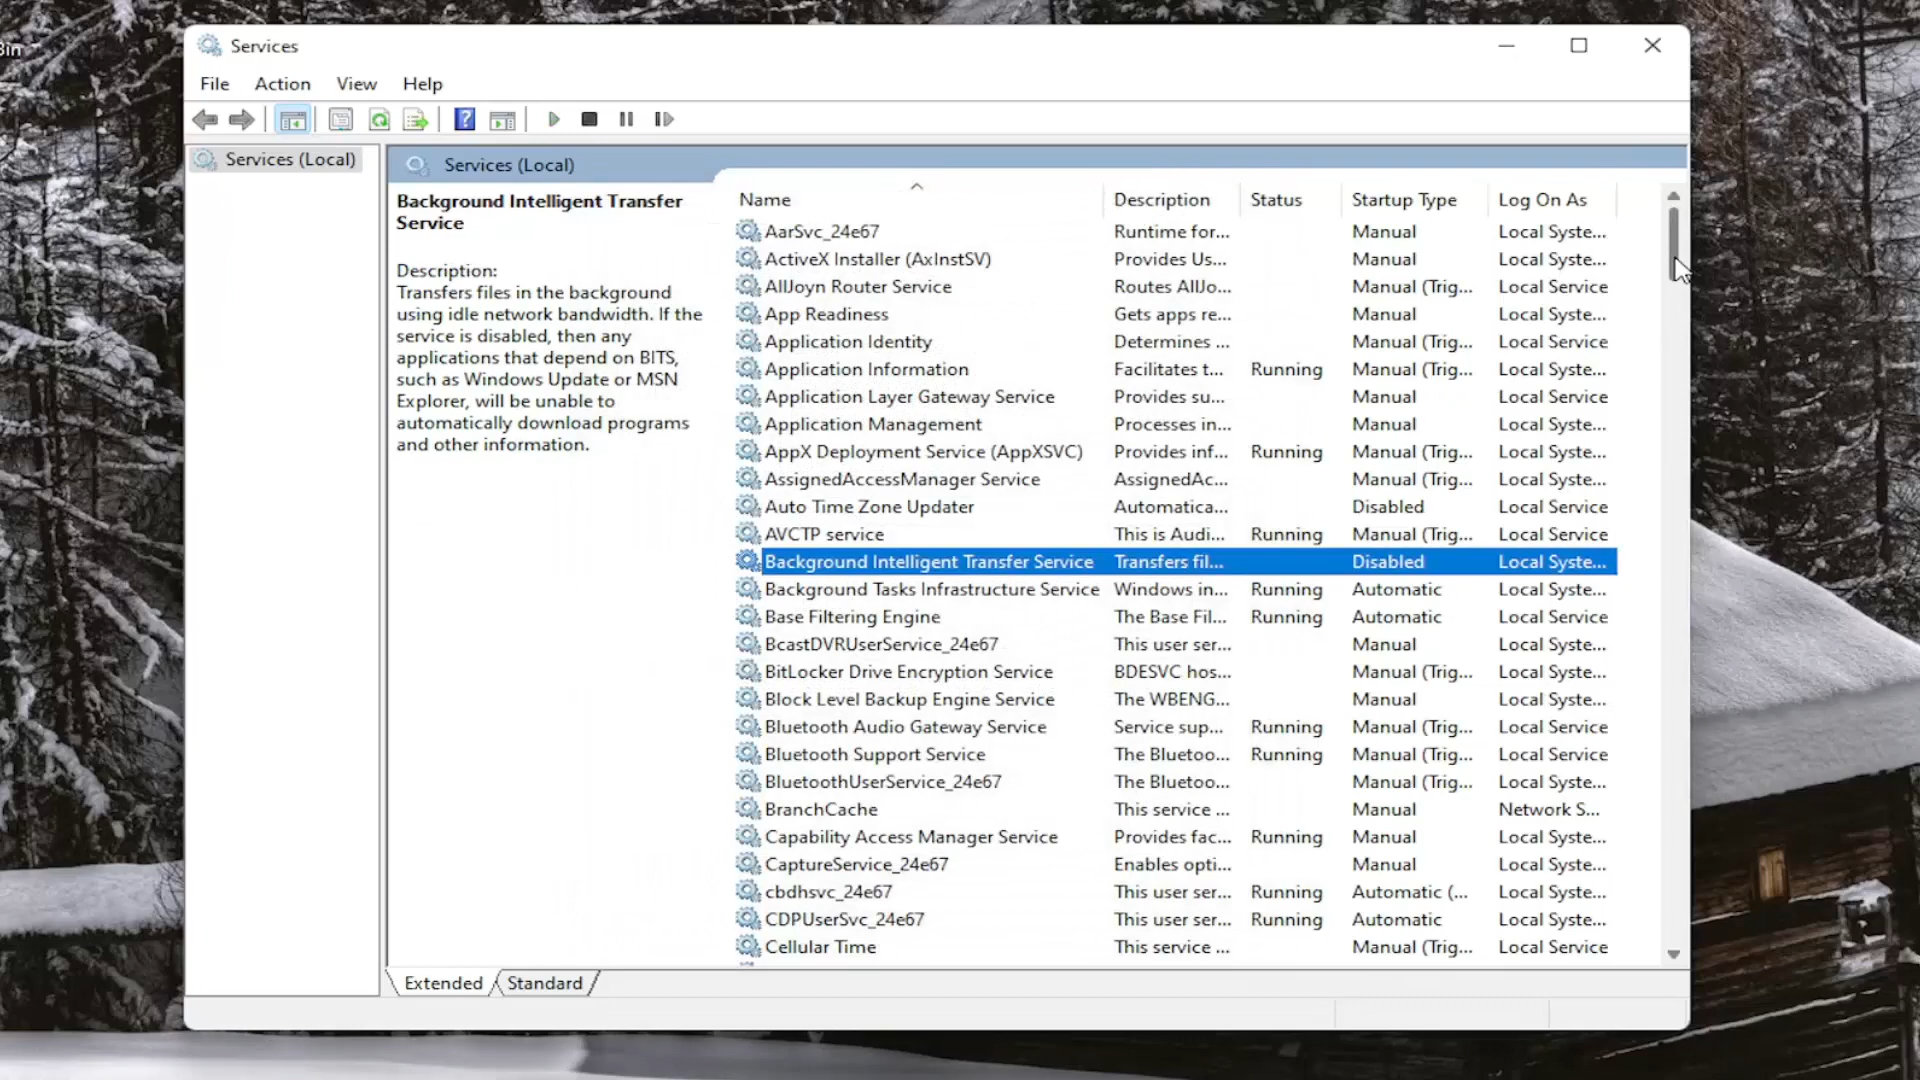 Bin
Services
File Action View Help
Services (Local)
Services (Local)
Background Intelligent Transfer
Service
Description:
Transfers files in the background
using idle network bandwidth. If the
service is disabled, then any
applications that depend on BITS,
such as Windows Update or MSN
Explorer, will be unable to
automatically download programs
and other information.
Name Description Status Startup Type Log On As
AarSvc_24e67 Runtime for... Manual Local Syste...
ActiveX Installer (AxInstSV) Provides Us... Manual Local Syste...
AllJoyn Router Service Routes AllJo... Manual (Trig... Local Service
App Readiness Gets apps re... Manual Local Syste...
Application Identity Determines ... Manual (Trig... Local Service
Application Information Facilitates t... Running Manual (Trig... Local Syste...
Application Layer Gateway Service Provides su... Manual Local Service
Application Management Processes in... Manual Local Syste...
AppX Deployment Service (AppXSVC) Provides inf... Running Manual (Trig... Local Syste...
AssignedAccessManager Service AssignedAc... Manual (Trig... Local Syste...
Auto Time Zone Updater Automatica... Disabled Local Service
AVCTP service This is Audi... Running Manual (Trig... Local Service
Background Intelligent Transfer Service Transfers fil... Disabled Local Syste...
Background Tasks Infrastructure Service Windows in... Running Automatic Local Syste...
Base Filtering Engine The Base Fil... Running Automatic Local Service
BcastDVRUserService_24e67 This user ser... Manual Local Syste...
BitLocker Drive Encryption Service BDESVC hos... Manual (Trig... Local Syste...
Block Level Backup Engine Service The WBENG... Manual Local Syste...
Bluetooth Audio Gateway Service Service sup... Running Manual (Trig... Local Service
Bluetooth Support Service The Bluetoo... Running Manual (Trig... Local Service
BluetoothUserService_24e67 The Bluetoo... Manual (Trig... Local Syste...
BranchCache This service ... Manual Network S...
Capability Access Manager Service Provides fac... Running Manual Local Syste...
CaptureService_24e67 Enables opti... Manual Local Syste...
cbdhsvc_24e67 This user ser... Running Automatic (... Local Syste...
CDPUserSvc_24e67 This user ser... Running Automatic Local Syste...
Cellular Time This service ... Manual (Trig... Local Service
Extended Standard